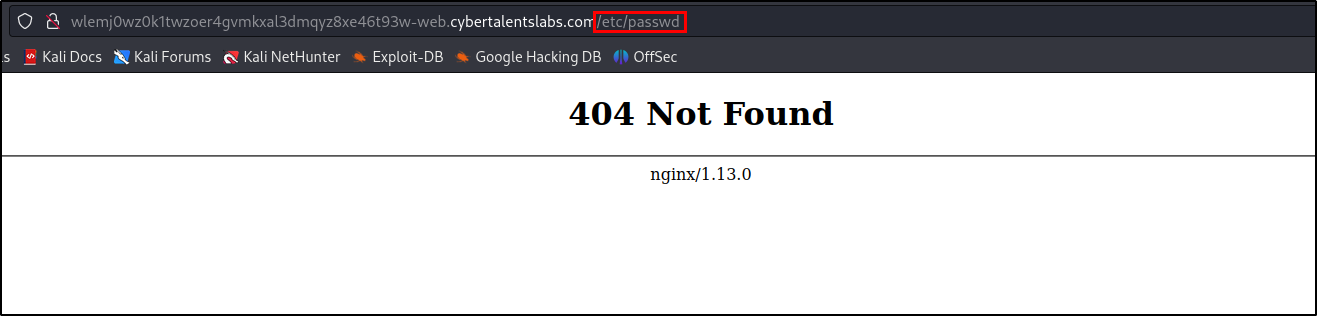 wlemj0wz0k1twzoer4gvmkxal3dmqyz8xe46t93w-web.cybertalentslabs.com/etc/passwd
s Kali Docs Kali Forums Kali NetHunter Exploit-DB Google Hacking DB OffSec
404 Not Found
nginx/1.13.0